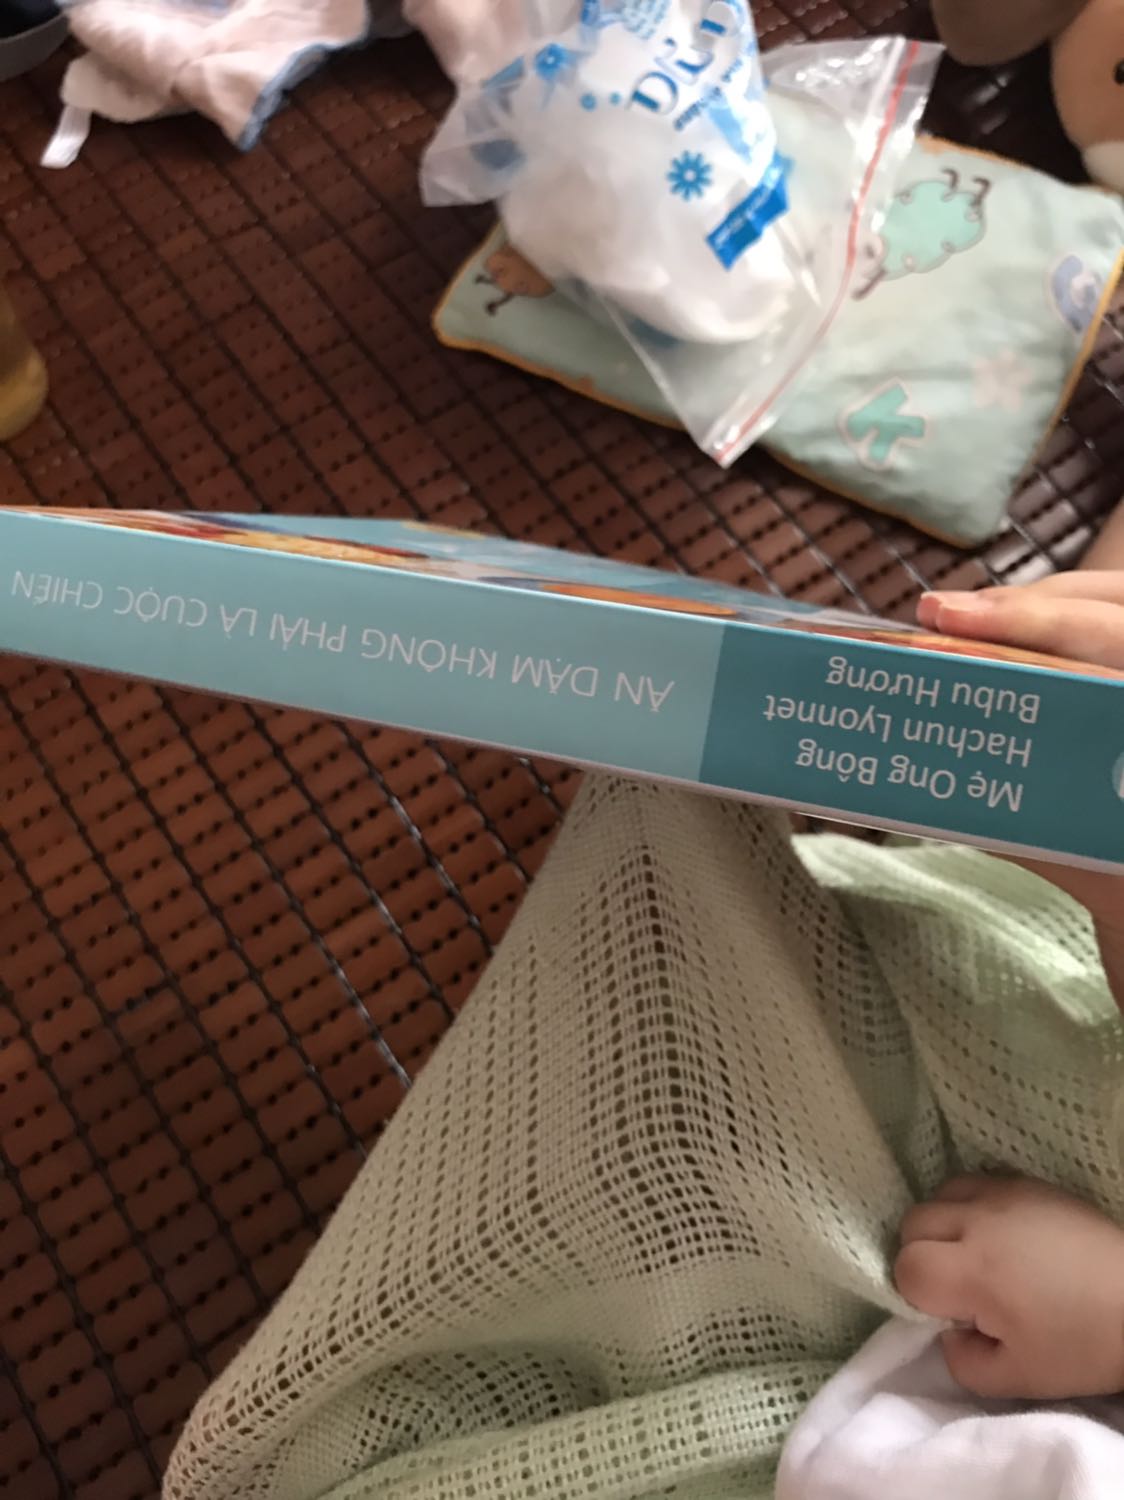 Mẹ Ong Bông
Hachun Lyonnet
Bubu Hương
ĂN DẶM KHÔNG PHẢI LÀ CUỘC CHIẾN
K